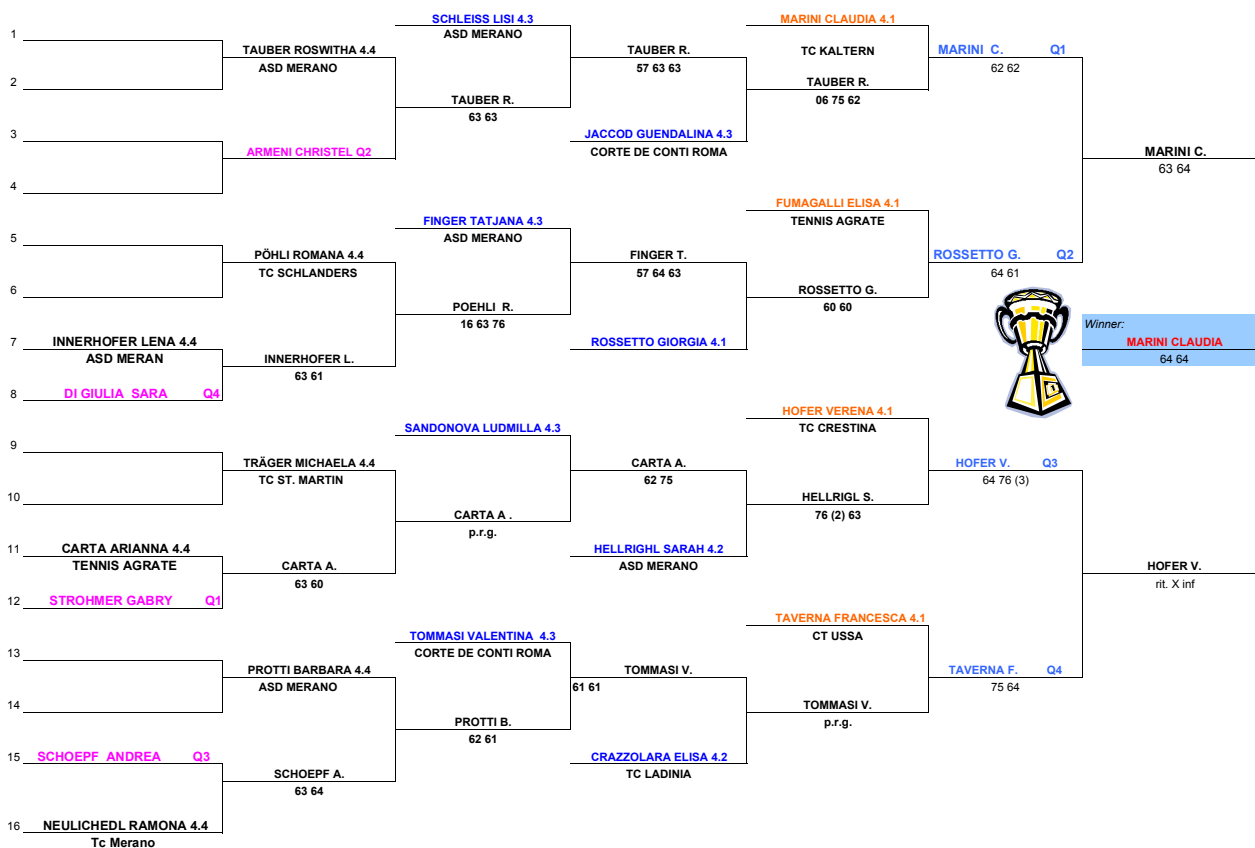 1
2
3
4
5
6
7 INNERHOFER LENA 4.4
ASD MERAN
8 DI GIULIA SARA Q4
9
10
11 CARTA ARIANNA 4.4
TENNIS AGRATE
12 STROHMER GABRY Q1
13
14
15 SCHOEPF ANDREA Q3
16 NEULICHEDL RAMONA 4.4
Tc Merano
TAUBER ROSWITHA 4.4
ASD MERANO
ARMENI CHRISTEL Q2
PÖHLI ROMANA 4.4
TC SCHLANDERS
INNERHOFER L.
63 61
TRÄGER MICHAELA 4.4
TC ST. MARTIN
CARTA A.
63 60
PROTTI BARBARA 4.4
ASD MERANO
SCHOEPF A.
63 64
SCHLEISS LISI 4.3
ASD MERANO
TAUBER R.
63 63
FINGER TATJANA 4.3
ASD MERANO
POEHLI R.
16 63 76
SANDONOVA LUDMILLA 4.3
CARTA A .
p.r.g.
TOMMASI VALENTINA 4.3
CORTE DE CONTI ROMA
PROTTI B.
62 61
TAUBER R.
57 63 63
JACCOD GUENDALINA 4.3
CORTE DE CONTI ROMA
FINGER T.
57 64 63
ROSSETTO GIORGIA 4.1
CARTA A.
62 75
HELLRIGHL SARAH 4.2
ASD MERANO
TOMMASI V.
61 61
CRAZZOLARA ELISA 4.2
TC LADINIA
MARINI CLAUDIA 4.1
TC KALTERN
TAUBER R.
06 75 62
FUMAGALLI ELISA 4.1
TENNIS AGRATE
ROSSETTO G.
60 60
HOFER VERENA 4.1
TC CRESTINA
HELLRIGL S.
76 (2) 63
TAVERNA FRANCESCA 4.1
CT USSA
TOMMASI V.
p.r.g.
MARINI C. Q1
62 62
ROSSETTO G. Q2
64 61
HOFER V. Q3
64 76 (3)
TAVERNA F. Q4
75 64
MARINI C.
63 64
1
Winner:
MARINI CLAUDIA
64 64
HOFER V.
rit. X inf